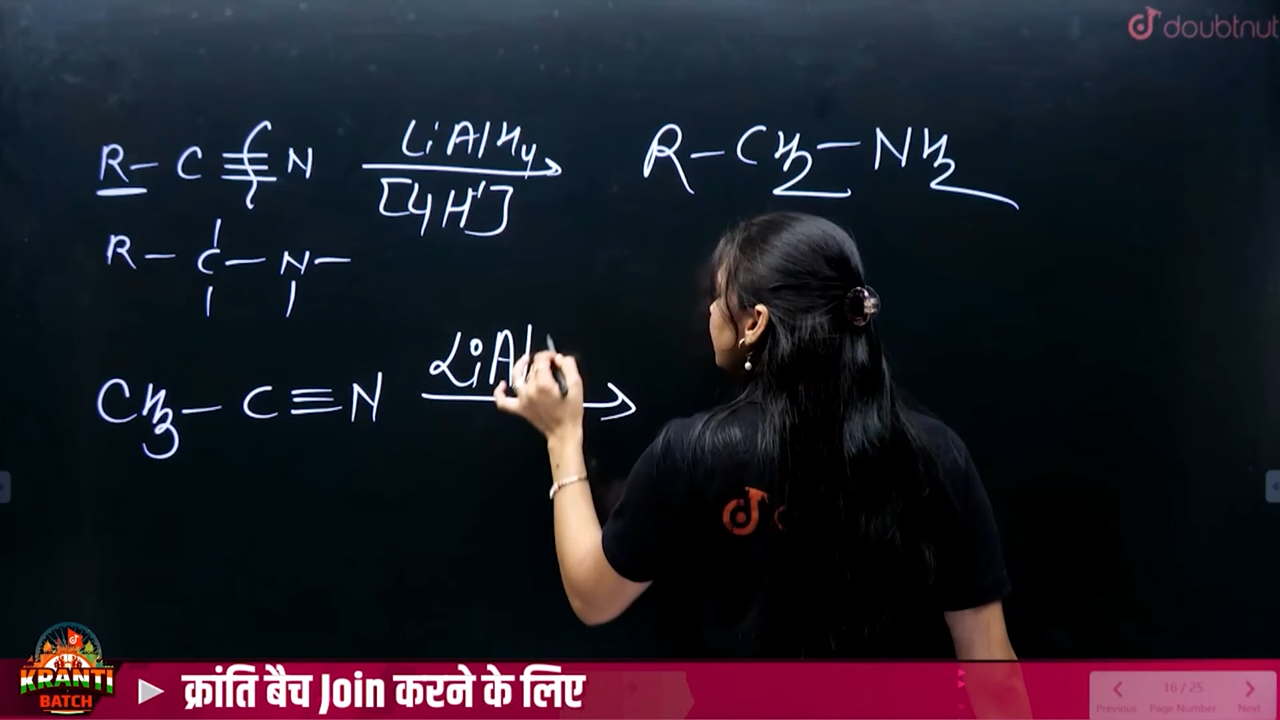 doubtnut
R-C≡N LiAlH4 [4H'] R-CH2-NH2
R-C-N-
CH3-C≡N LiAl
KRANTI
BATCH
क्रांति बैच Join करने के लिए
16 / 25
Previous Page Number Next